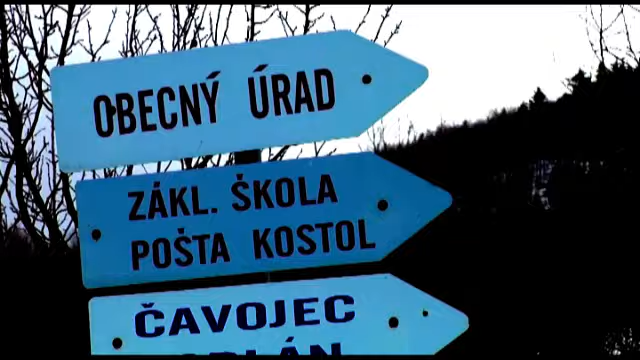 OBECNÝ ÚRAD
ZÁKL. ŠKOLA
POŠTA KOSTOL
ČAVOJEC